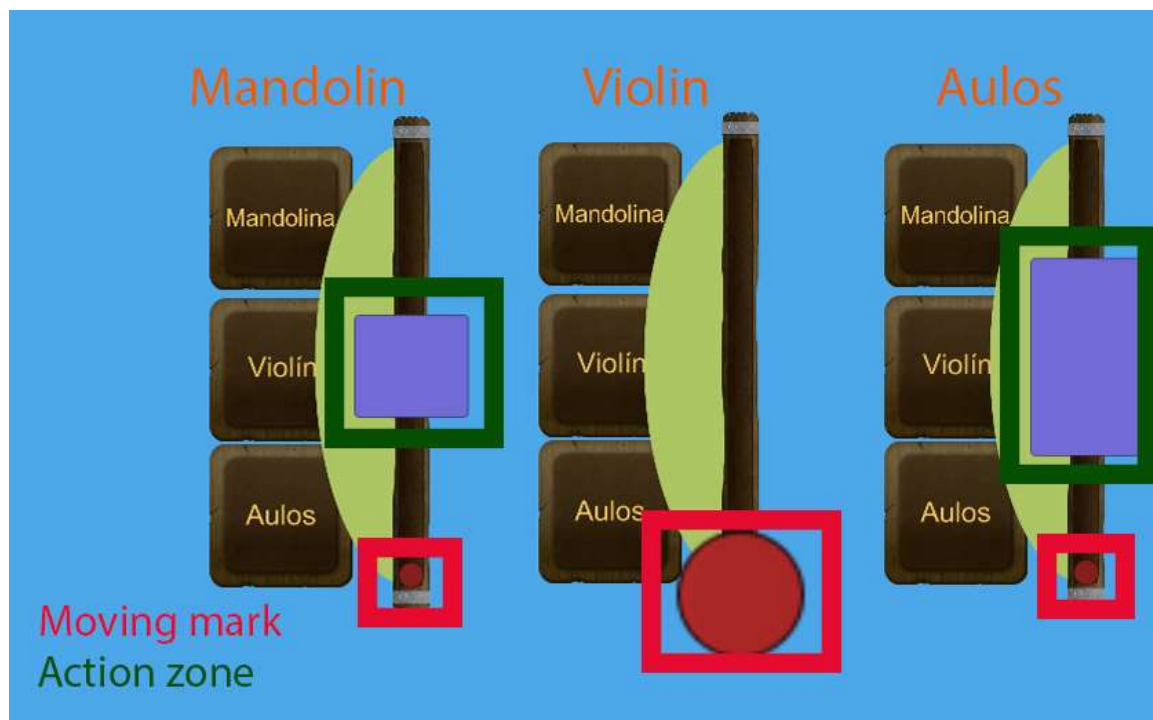 Mandolin
Violin
Aulos
Mandolina
Mandolina
Mandolina
Violín
Violín
Violín
Aulos
Aulos
Aulos
Moving mark
Action zone